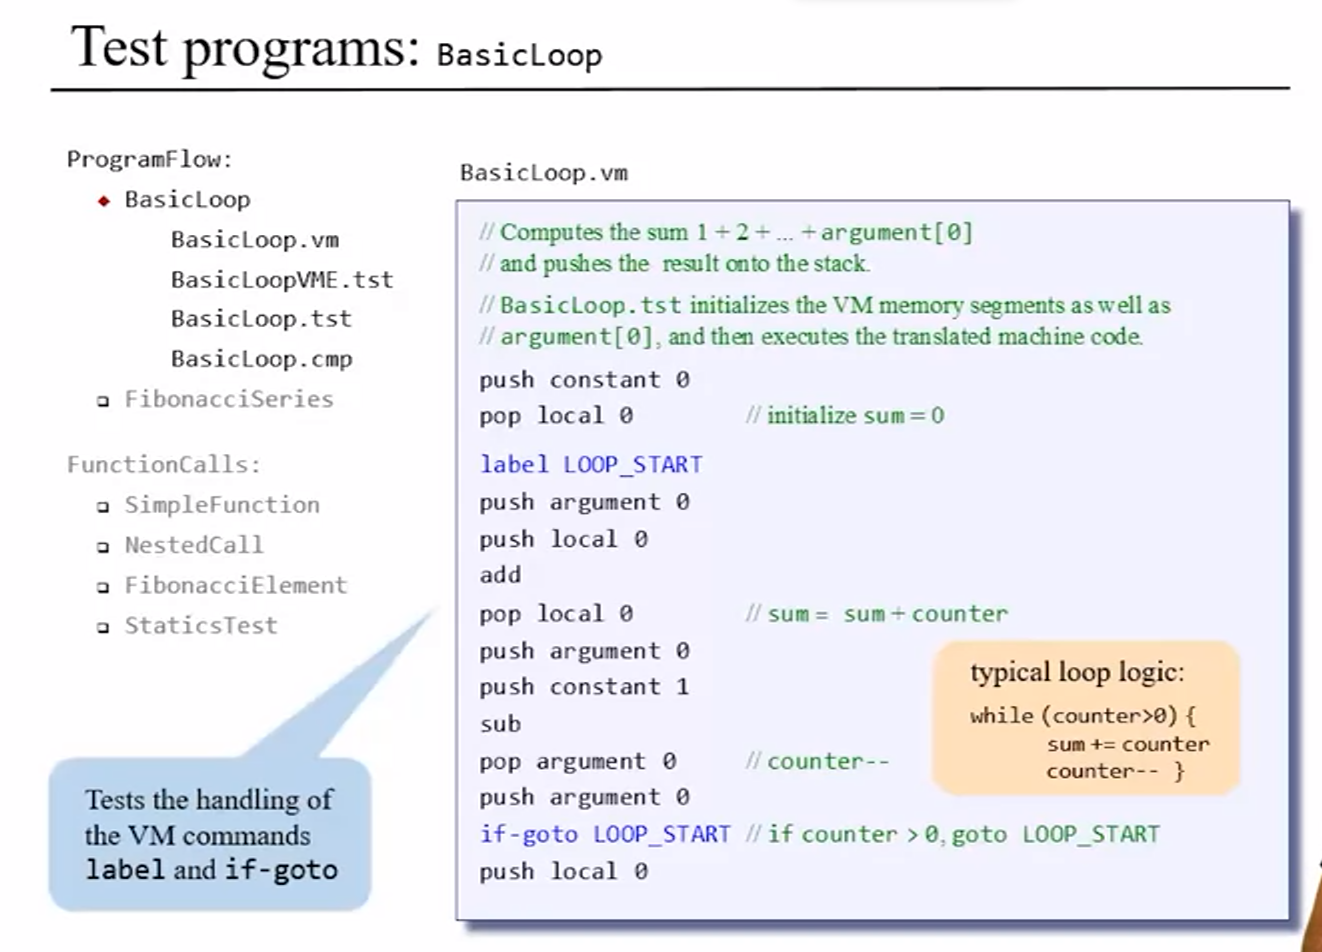 Test programs: BasicLoop
ProgramFlow:
BasicLoop
BasicLoop.vm
BasicLoopVME.tst
BasicLoop.tst
BasicLoop.cmp
FibonacciSeries
FunctionCalls:
SimpleFunction
NestedCall
FibonacciElement
StaticsTest
Tests the handling of
the VM commands
label and if-goto
BasicLoop.vm
// Computes the sum 1 + 2 + ... + argument[0]
// and pushes the result onto the stack.
// BasicLoop.tst initializes the VM memory segments as well as
// argument[0], and then executes the translated machine code.
push constant 0
pop local 0 // initialize sum = 0
label LOOP_START
push argument 0
push local 0
add
pop local 0 // sum = sum + counter
push argument 0
push constant 1
sub
pop argument 0 // counter--
push argument 0
if-goto LOOP_START // if counter > 0, goto LOOP_START
push local 0
typical loop logic:
while (counter>0) {
sum += counter
counter-- }